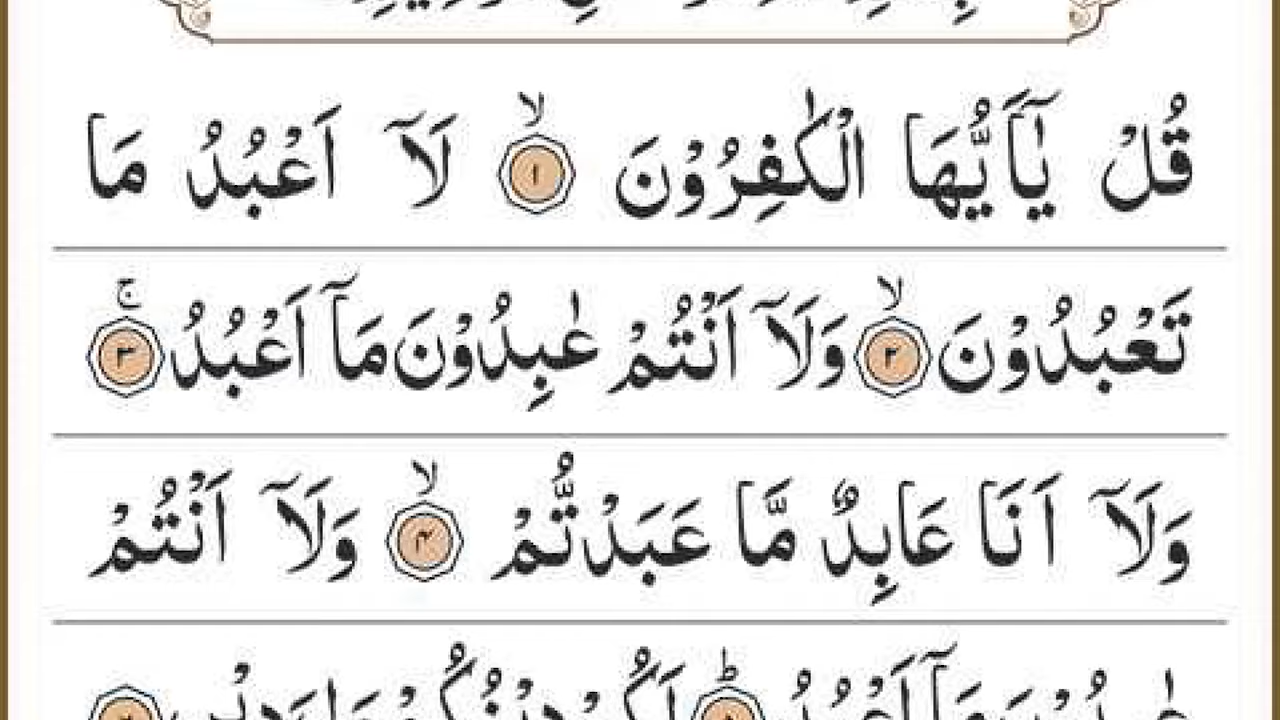 قُلْ يٰۤاَيُّهَا الْكٰفِرُوْنَ ۙ‏﴿۱﴾ لَاۤ اَعْبُدُ مَا
تَعْبُدُوْنَ ۙ‏﴿۲﴾ وَلَاۤ اَنْتُمْ عٰبِدُوْنَ مَاۤ اَعْبُدُ ۚ‏﴿۳﴾
وَلَاۤ اَنَا عَابِدٌ مَّا عَبَدْتُّمْ ۙ‏﴿۴﴾ وَلَاۤ اَنْتُمْ